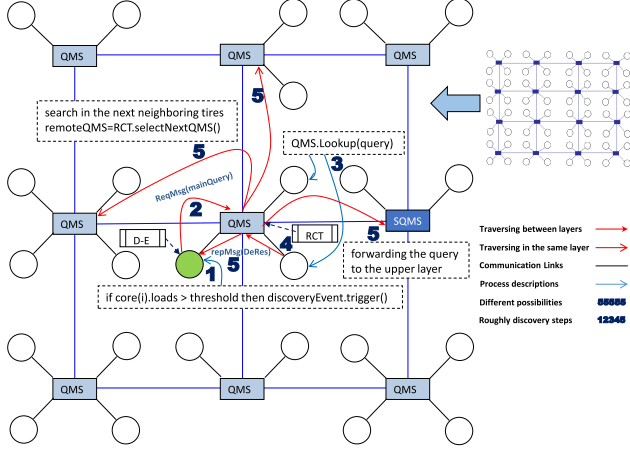 QMS
QMS
QMS
5
search in the next neighboring tires
remoteQMS=RCT.selectNextQMS()
QMS.Lookup(query)
5
3
ReqMsg(mainQuery)
2
QMS
QMS
SQMS
D-E
RCT
4
5
repMsg(DeRes)
5
1
forwarding the query
to the upper layer
if core(i).loads > threshold then discoveryEvent.trigger()
QMS
QMS
QMS
Traversing between layers
Traversing in the same layer
Communication Links
Process descriptions
Different possibilities 55555
Roughly discovery steps 12345